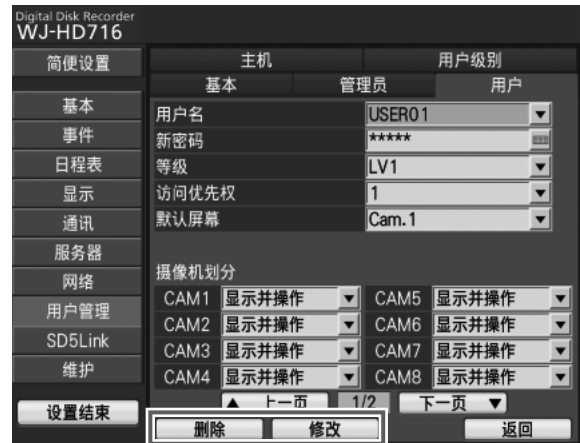 Digital Disk Recorder
WJ-HD716
简便设置
基本
事件
日程表
显示
通讯
服务器
网络
用户管理
SD5Link
维护
设置结束
主机 用户级别
基本 管理员 用户
用户名 USER01
新密码 *****
等级 LV1
访问优先权 1
默认屏幕 Cam.1
摄像机划分
CAM1 显示并操作 CAM5 显示并操作
CAM2 显示并操作 CAM6 显示并操作
CAM3 显示并操作 CAM7 显示并操作
CAM4 显示并操作 CAM8 显示并操作
▲ 上一页 1/2 下一页 ▼
删除 修改 返回